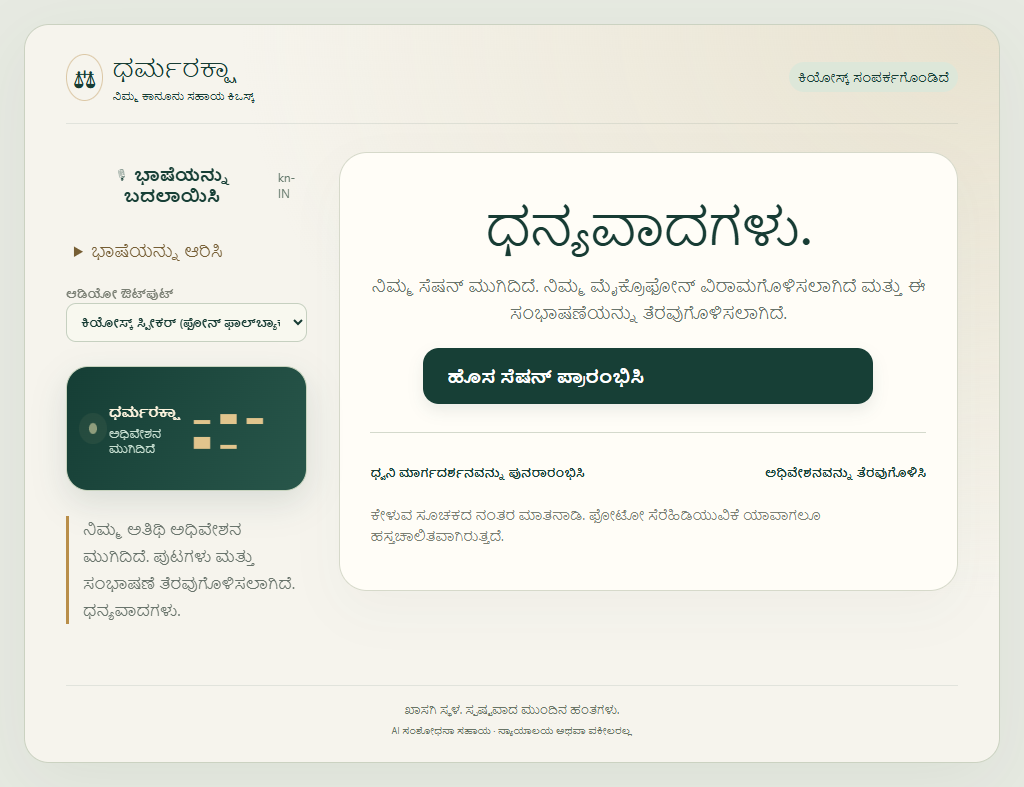 ಧರ್ಮರಕ್ಷಾ
ನಿಮ್ಮ ಕಾನೂನು ಸಹಾಯ ಕಿಒಸ್ಕ್
ಕಿಯೋಸ್ಕ್ ಸಂಪರ್ಕಗೊಂಡಿದೆ
ಭಾಷೆಯನ್ನು
ಬದಲಾಯಿಸಿ
kn-
IN
▶ ಭಾಷೆಯನ್ನು ಆರಿಸಿ
ಆಡಿಯೋ ಔಟ್‌ಪುಟ್
ಕಿಯೋಸ್ಕ್ ಸ್ಪೀಕರ್ (ಫೋನ್
ಧರ್ಮರಕ್ಷಾ
ಅಧಿವೇಶನ
ಮುಗಿದಿದೆ
ನಿಮ್ಮ ಅತಿಥಿ ಅಧಿವೇಶನ
ಮುಗಿದಿದೆ. ಪುಟಗಳು ಮತ್ತು
ಸಂಭಾಷಣೆ ತೆರವುಗೊಳಿಸಲಾಗಿದೆ.
ಧನ್ಯವಾದಗಳು.
ಧನ್ಯವಾದಗಳು.
ನಿಮ್ಮ ಸೆಷನ್ ಮುಗಿದಿದೆ. ನಿಮ್ಮ ಮೈಕ್ರೊಫೋನ್ ವಿರಾಮಗೊಳಿಸಲಾಗಿದೆ ಮತ್ತು ಈ
ಸಂಭಾಷಣೆಯನ್ನು ತೆರವುಗೊಳಿಸಲಾಗಿದೆ.
ಹೊಸ ಸೆಷನ್ ಪ್ರಾರಂಭಿಸಿ
ಧ್ವನಿ ಮಾರ್ಗದರ್ಶನವನ್ನು ಪುನರಾರಂಭಿಸಿ
ಅಧಿವೇಶನವನ್ನು ತೆರವುಗೊಳಿಸಿ
ಕೇಳುವ ಸೂಚಕದ ನಂತರ ಮಾತನಾಡಿ. ಫೋಟೋ ಸೆರೆಹಿಡಿಯುವಿಕೆ ಯಾವಾಗಲೂ
ಹಸ್ತಚಾಲಿತವಾಗಿರುತ್ತದೆ.
ಖಾಸಗಿ ಸ್ಥಳ. ಸ್ಪಷ್ಟವಾದ ಮುಂದಿನ ಹಂತಗಳು.
AI ಸಂಶೋಧನಾ ಸಹಾಯ · ನ್ಯಾಯಾಲಯ ಅಥವಾ ವಕೀಲರಲ್ಲ